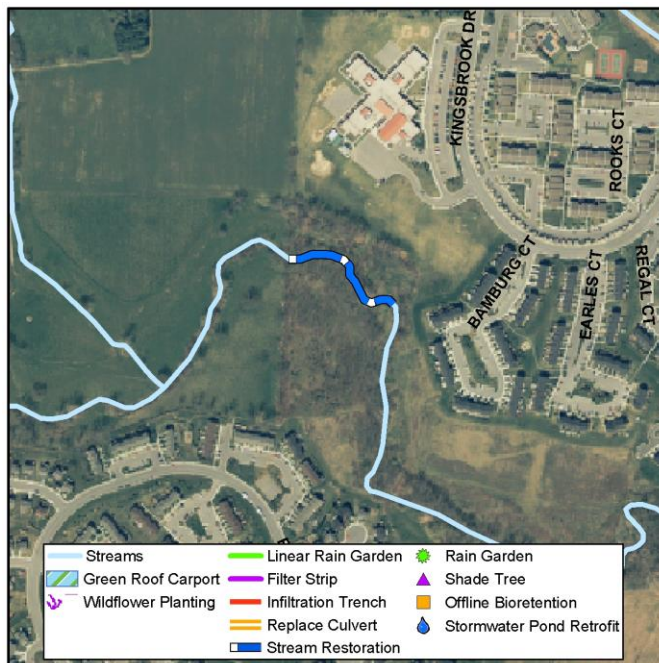 KINGSBROOK DR
ROOKS CT
BAMBURG CT
EARLES CT
REGAL CT
Streams
Linear Rain Garden
Rain Garden
Green Roof Carport
Filter Strip
Shade Tree
Wildflower Planting
Infiltration Trench
Offline Bioretention
Replace Culvert
Stormwater Pond Retrofit
Stream Restoration